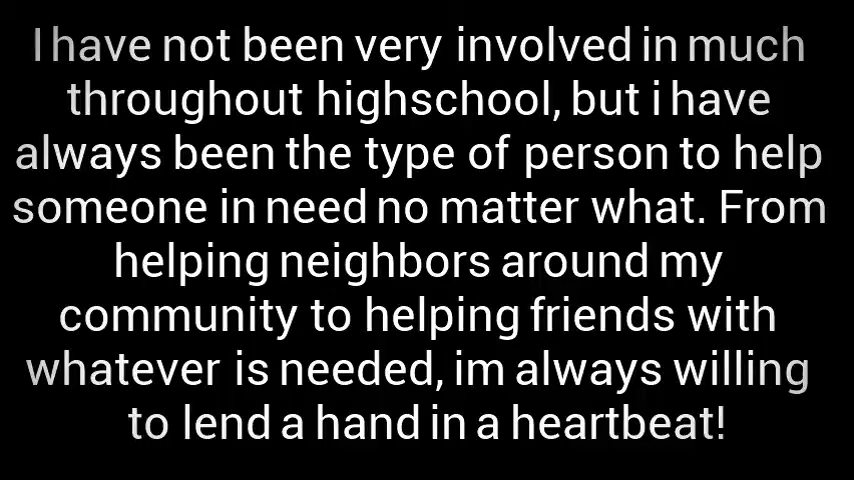 I have not been very involved in much
throughout highschool, but i have
always been the type of person to help
someone in need no matter what. From
helping neighbors around my
community to helping friends with
whatever is needed, im always willing
to lend a hand in a heartbeat!